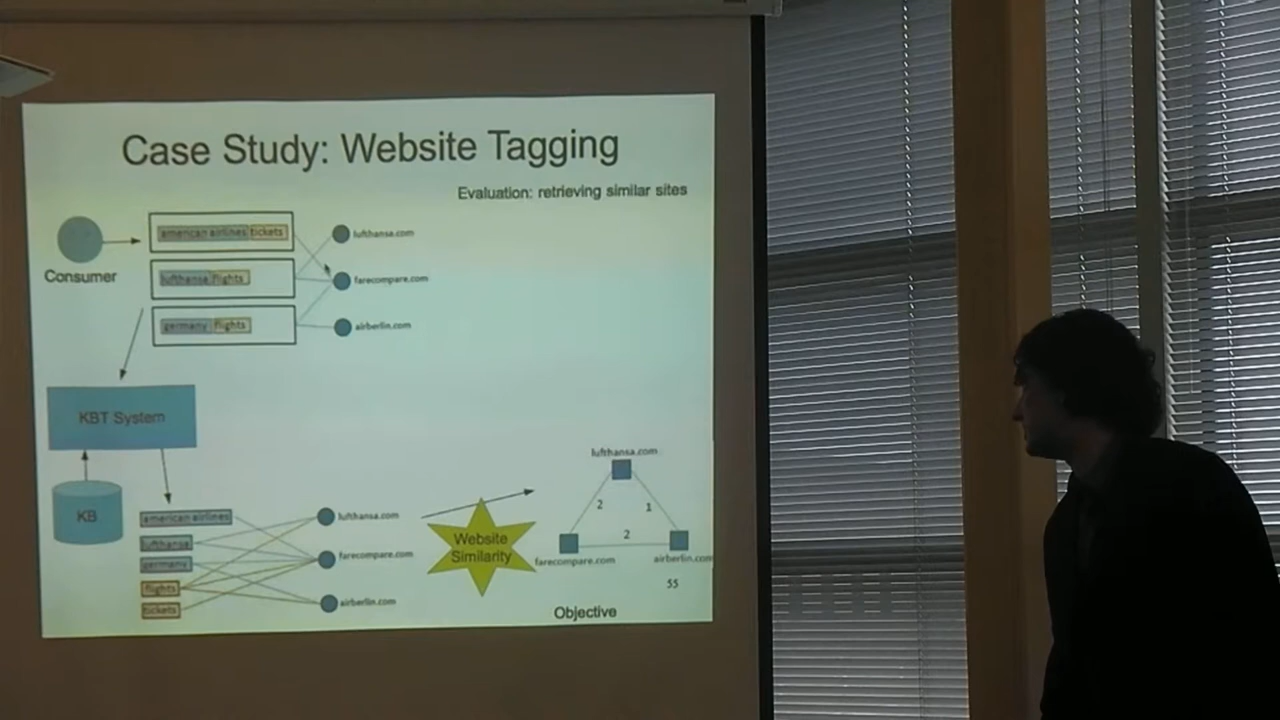 Case Study: Website Tagging
Evaluation: retrieving similar sites
Consumer
american airlines tickets
lufthansa flights
germany flights
lufthansa.com
farecompare.com
airberlin.com
KBT System
KB
american airlines
lufthansa
germany
flights
tickets
lufthansa.com
farecompare.com
airberlin.com
Website
Similarity
lufthansa.com
2
1
2
farecompare.com
airberlin.com
55
Objective